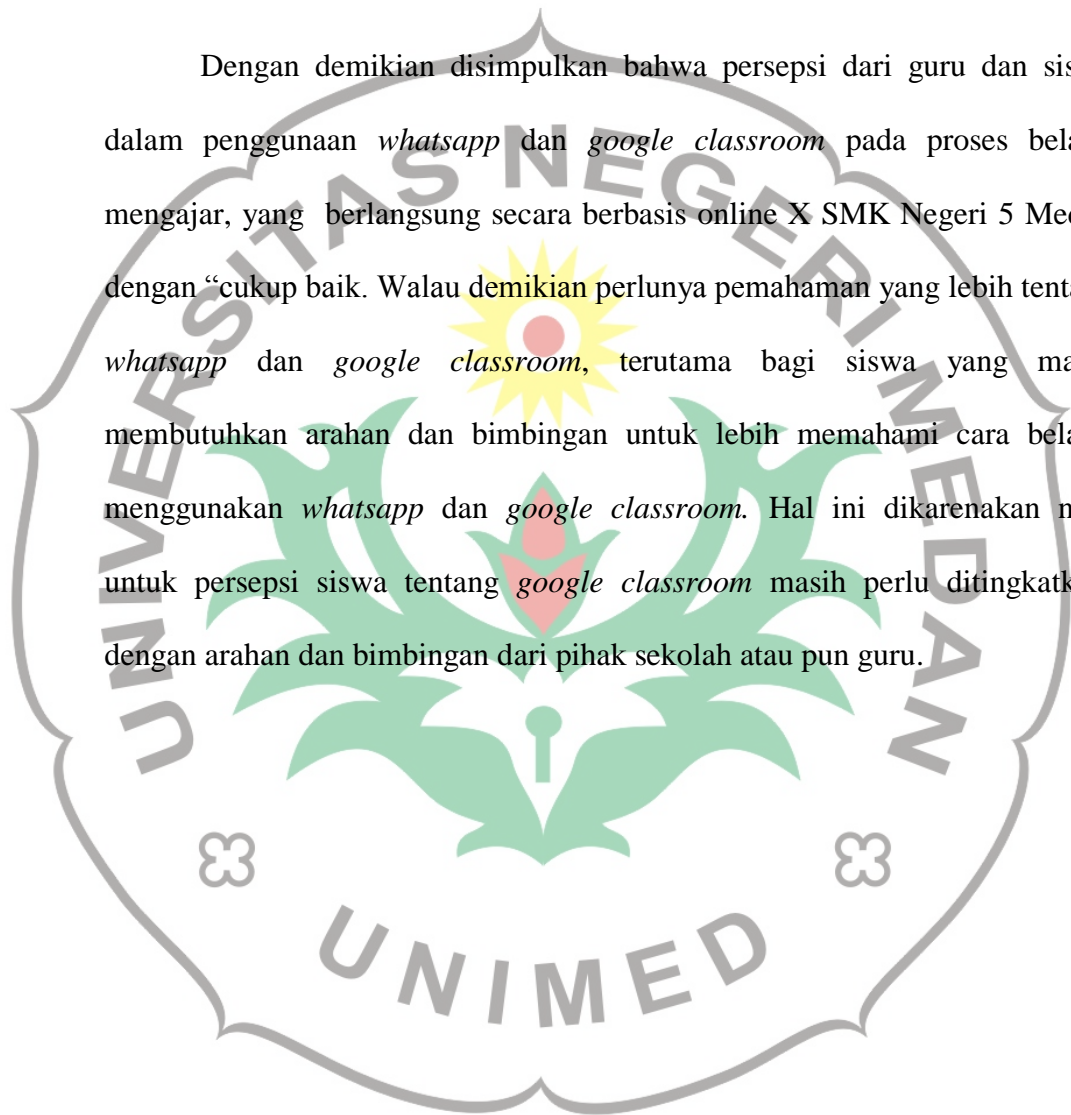 Dengan demikian disimpulkan bahwa persepsi dari guru dan sis
dalam penggunaan whatsapp dan google classroom pada proses bela
mengajar, yang berlangsung secara berbasis online X SMK Negeri 5 Med
dengan “cukup baik. Walau demikian perlunya pemahaman yang lebih tenta
whatsapp dan google classroom, terutama bagi siswa yang ma
membutuhkan arahan dan bimbingan untuk lebih memahami cara bela
menggunakan whatsapp dan google classroom. Hal ini dikarenakan n
untuk persepsi siswa tentang google classroom masih perlu ditingkatk
dengan arahan dan bimbingan dari pihak sekolah atau pun guru.
UNIVERSITAS NEGERI MEDAN
UNIMED